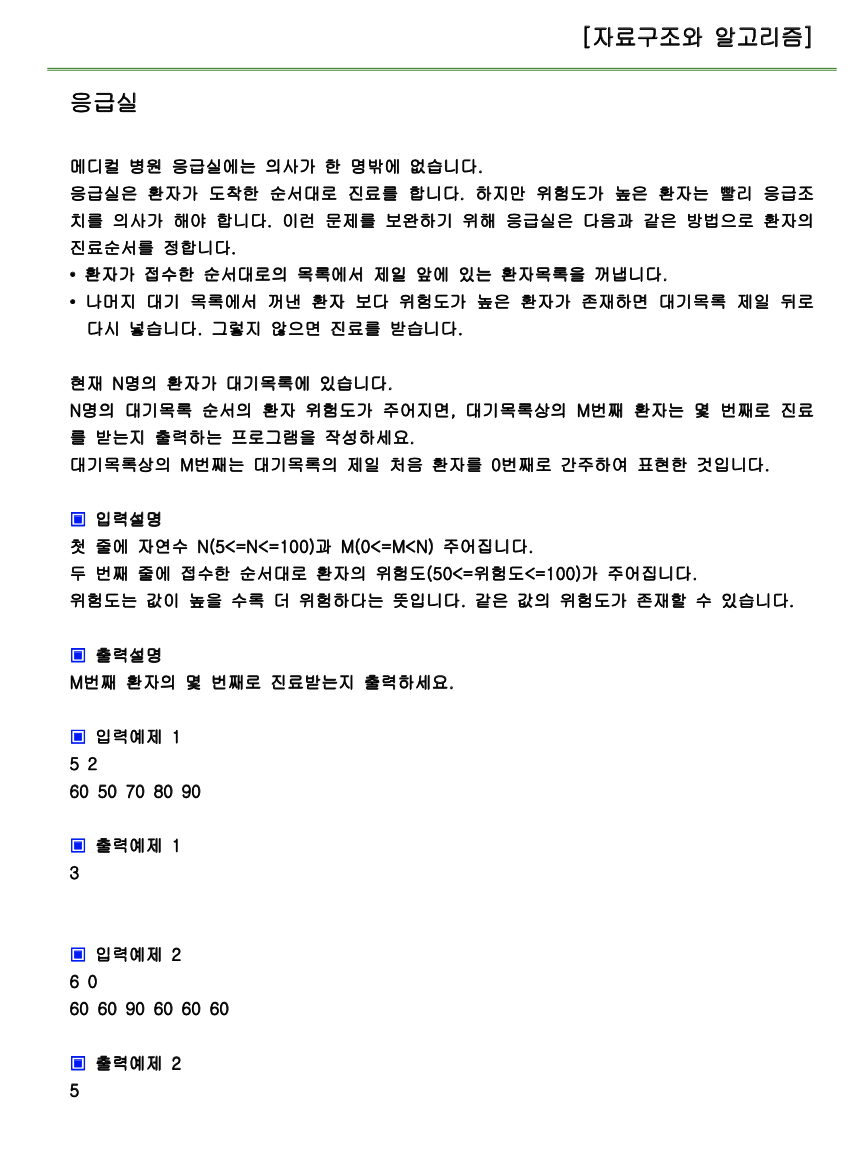 [자료구조와 알고리즘]
응급실
메디컬 병원 응급실에는 의사가 한 명밖에 없습니다.
응급실은 환자가 도착한 순서대로 진료를 합니다. 하지만 위험도가 높은 환자는 빨리 응급조
치를 의사가 해야 합니다. 이런 문제를 보완하기 위해 응급실은 다음과 같은 방법으로 환자의
진료순서를 정합니다.
• 환자가 접수한 순서대로의 목록에서 제일 앞에 있는 환자목록을 꺼냅니다.
• 나머지 대기 목록에서 꺼낸 환자 보다 위험도가 높은 환자가 존재하면 대기목록 제일 뒤로
다시 넣습니다. 그렇지 않으면 진료를 받습니다.
현재 N명의 환자가 대기목록에 있습니다.
N명의 대기목록 순서의 환자 위험도가 주어지면, 대기목록상의 M번째 환자는 몇 번째로 진료
를 받는지 출력하는 프로그램을 작성하세요.
대기목록상의 M번째는 대기목록의 제일 처음 환자를 0번째로 간주하여 표현한 것입니다.
▣ 입력설명
첫 줄에 자연수 N(5<=N<=100)과 M(0<=M<N) 주어집니다.
두 번째 줄에 접수한 순서대로 환자의 위험도(50<=위험도<=100)가 주어집니다.
위험도는 값이 높을 수록 더 위험하다는 뜻입니다. 같은 값의 위험도가 존재할 수 있습니다.
▣ 출력설명
M번째 환자의 몇 번째로 진료받는지 출력하세요.
▣ 입력예제 1
5 2
60 50 70 80 90
▣ 출력예제 1
3
▣ 입력예제 2
6 0
60 60 90 60 60 60
▣ 출력예제 2
5